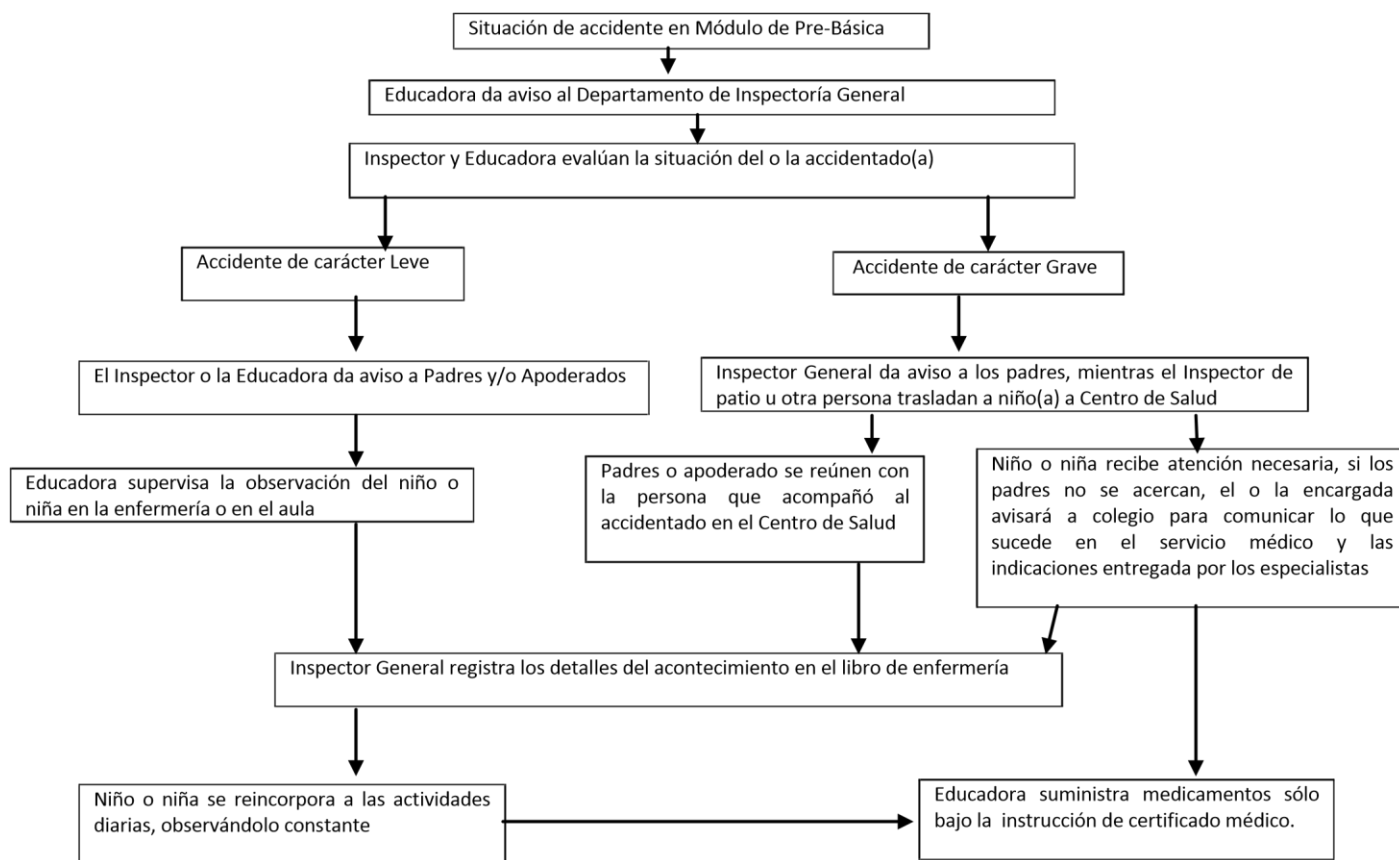 Situación de accidente en Módulo de Pre-Básica
Educadora da aviso al Departamento de Inspectoría General
Inspector y Educadora evalúan la situación del o la accidentado(a)
Accidente de carácter Leve
Accidente de carácter Grave
El Inspector o la Educadora da aviso a Padres y/o Apoderados
Inspector General da aviso a los padres, mientras el Inspector de
patio u otra persona trasladan a niño(a) a Centro de Salud
Educadora supervisa la observación del niño o
niña en la enfermería o en el aula
Padres o apoderado se reúnen con
la persona que acompañó al
accidentado en el Centro de Salud
Niño o niña recibe atención necesaria, si los
padres no se acercan, el o la encargada
avisará a colegio para comunicar lo que
sucede en el servicio médico y las
indicaciones entregada por los especialistas
Inspector General registra los detalles del acontecimiento en el libro de enfermería
Niño o niña se reincorpora a las actividades
diarias, observándolo constante
Educadora suministra medicamentos sólo
bajo la instrucción de certificado médico.